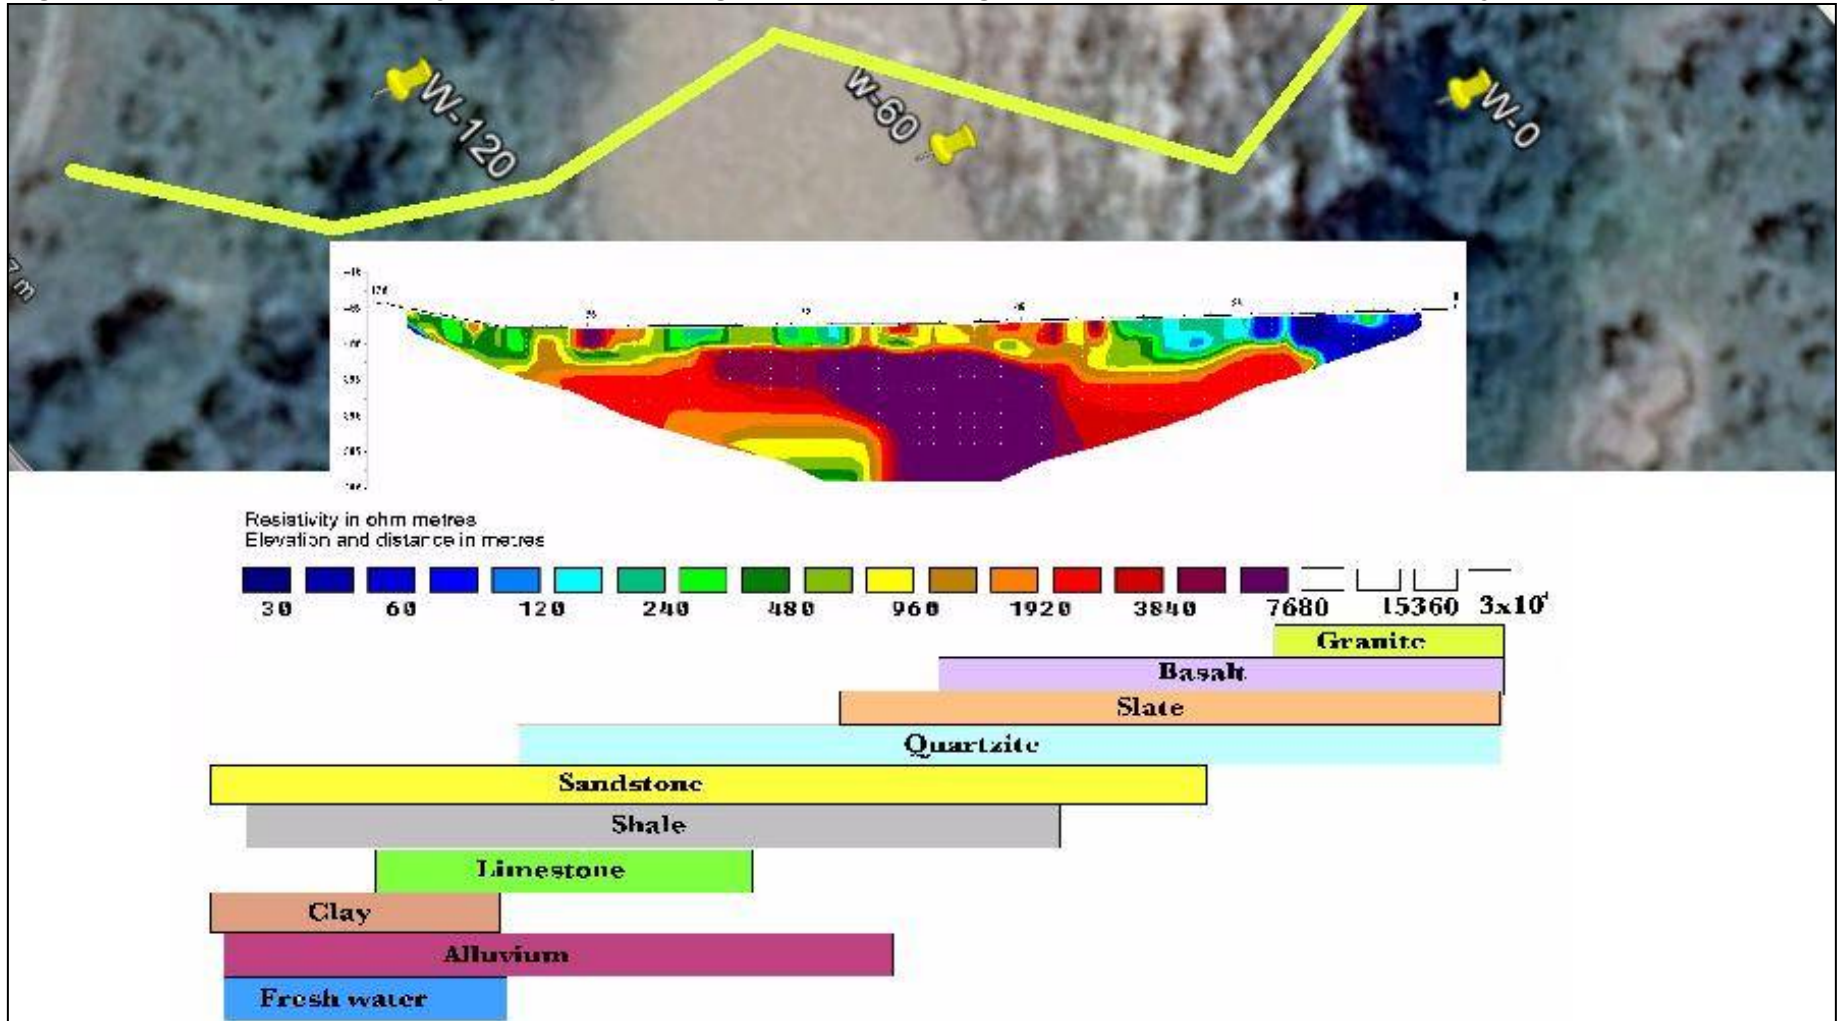 W-120
w-60
W-0
7 m
Resistivity in ohm metres
Elevation and distance in metres
30 60 120 240 480 960 1920 3840 7680 15360 3x10⁴
Granite
Basalt
Slate
Quartzite
Sandstone
Shale
Limestone
Clay
Alluvium
Fresh water